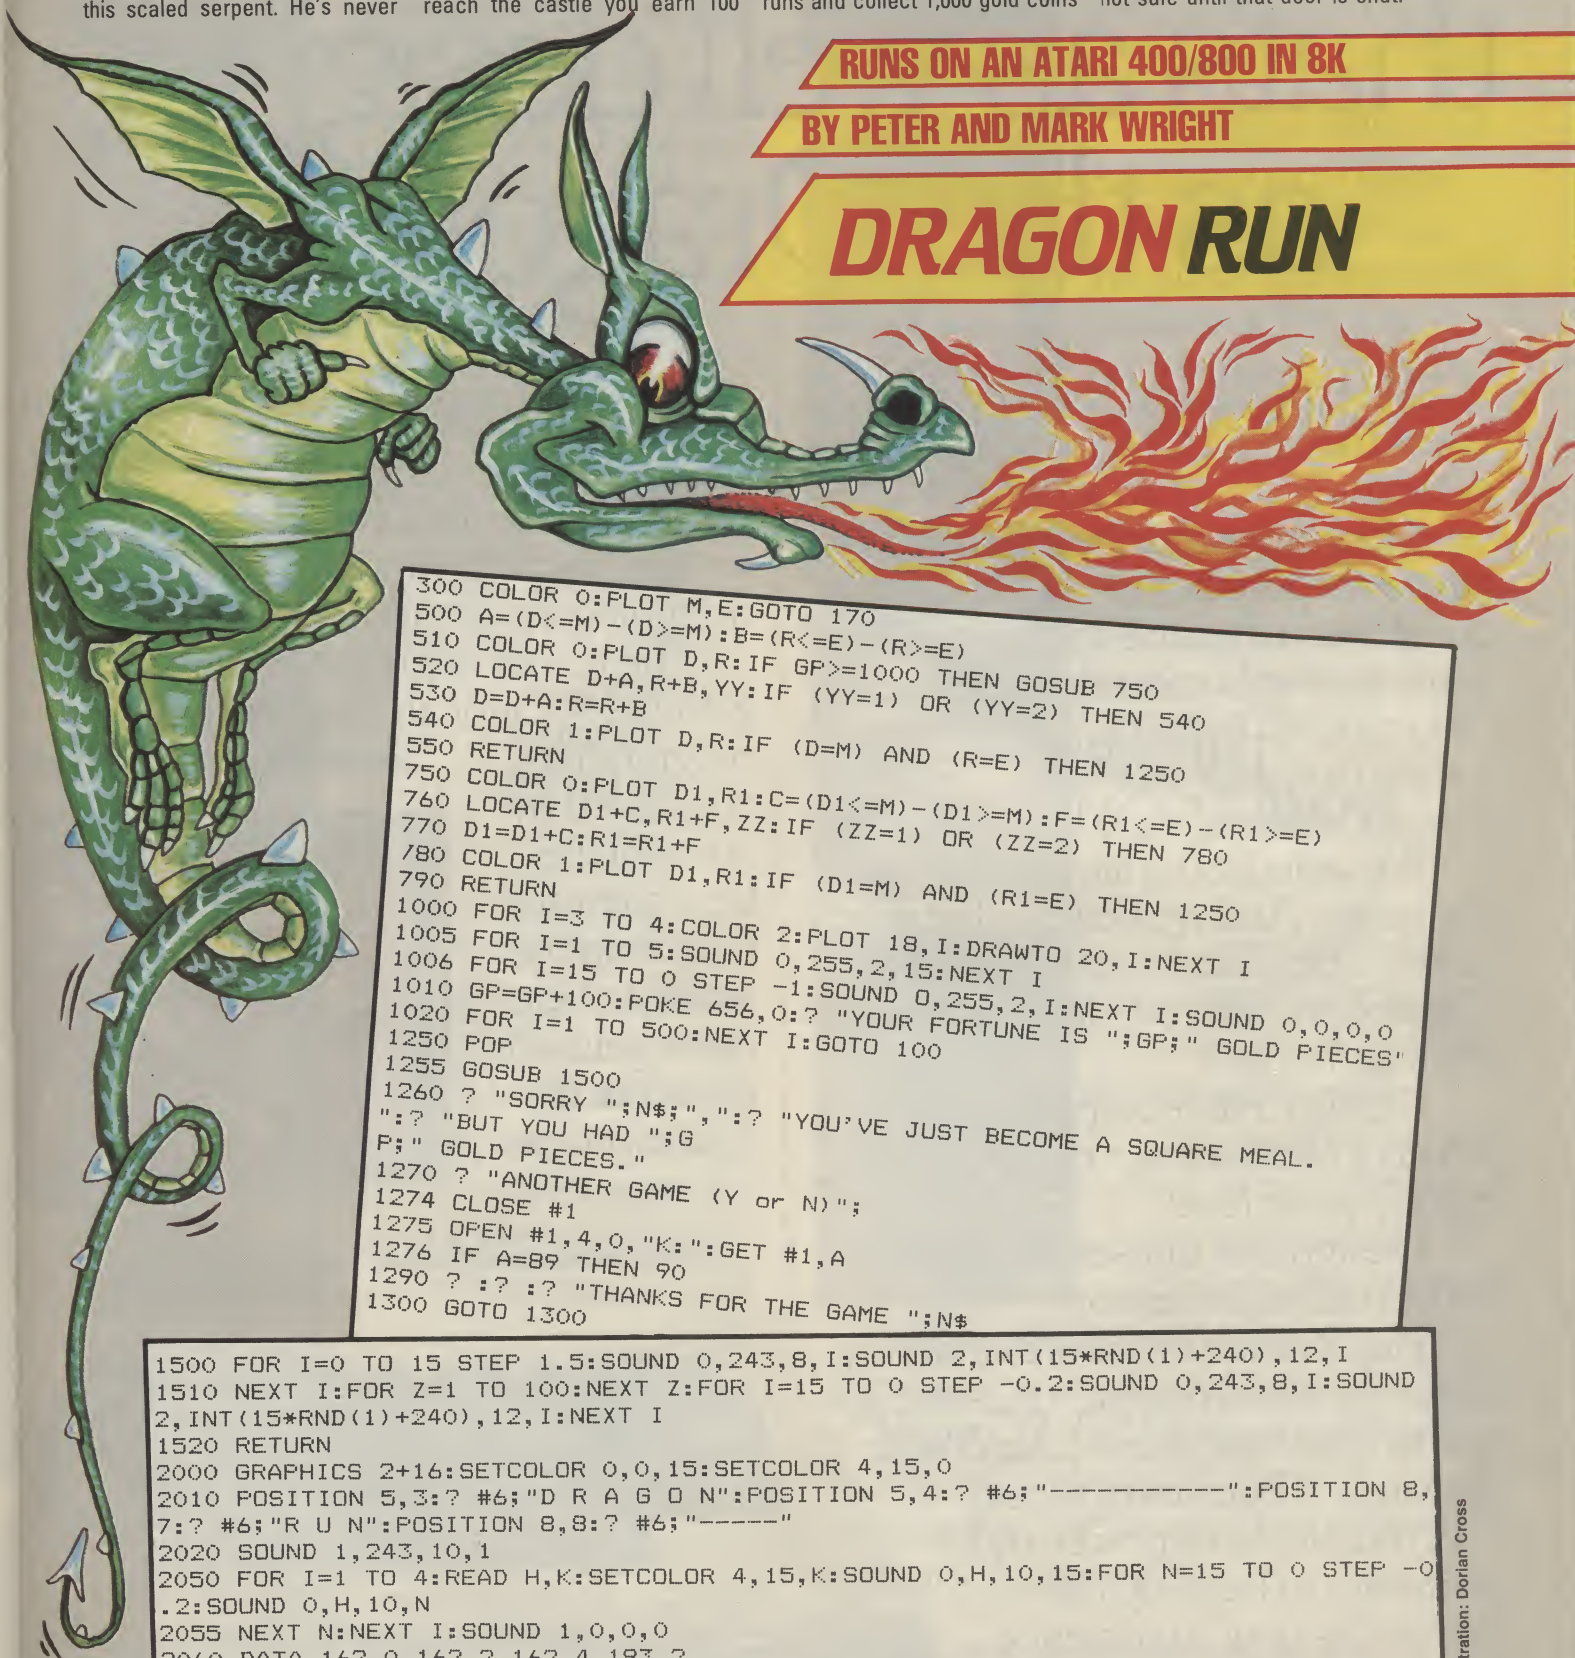 this scaled serpent. He's never reach the castle you earn 100 runs and collect 1,000 gold coins not safe until that door is shut.
RUNS ON AN ATARI 400/800 IN 8K
BY PETER AND MARK WRIGHT
DRAGON RUN
300 COLOR 0:PLOT M,E:GOTO 170
500 A=(D<=M)-(D>=M):B=(R<=E)-(R>=E)
510 COLOR 0:PLOT D,R:IF GP>=1000 THEN GOSUB 750
520 LOCATE D+A,R+B,YY:IF (YY=1) OR (YY=2) THEN 540
530 D=D+A:R=R+B
540 COLOR 1:PLOT D,R:IF (D=M) AND (R=E) THEN 1250
550 RETURN
750 COLOR 0:PLOT D1,R1:C=(D1<=M)-(D1>=M):F=(R1<=E)-(R1>=E)
760 LOCATE D1+C,R1+F,ZZ:IF (ZZ=1) OR (ZZ=2) THEN 780
770 D1=D1+C:R1=R1+F
780 COLOR 1:PLOT D1,R1:IF (D1=M) AND (R1=E) THEN 1250
790 RETURN
1000 FOR I=3 TO 4:COLOR 2:PLOT 18,I:DRAWTO 20,I:NEXT I
1005 FOR I=1 TO 5:SOUND 0,255,2,15:NEXT I
1006 FOR I=15 TO 0 STEP -1:SOUND 0,255,2,I:NEXT I:SOUND 0,0,0,0
1010 GP=GP+100:POKE 656,0:? "YOUR FORTUNE IS ";GP;" GOLD PIECES"
1020 FOR I=1 TO 500:NEXT I:GOTO 100
1250 POP
1255 GOSUB 1500
1260 ? "SORRY ";N$;",":? "YOU'VE JUST BECOME A SQUARE MEAL.
":? "BUT YOU HAD ";G
P;" GOLD PIECES."
1270 ? "ANOTHER GAME (Y or N)";
1274 CLOSE #1
1275 OPEN #1,4,0,"K:":GET #1,A
1276 IF A=89 THEN 90
1290 ? :? :? "THANKS FOR THE GAME ";N$
1300 GOTO 1300
1500 FOR I=0 TO 15 STEP 1.5:SOUND 0,243,8,I:SOUND 2,INT(15*RND(1)+240),12,I
1510 NEXT I:FOR Z=1 TO 100:NEXT Z:FOR I=15 TO 0 STEP -0.2:SOUND 0,243,8,I:SOUND
2,INT(15*RND(1)+240),12,I:NEXT I
1520 RETURN
2000 GRAPHICS 2+16:SETCOLOR 0,0,15:SETCOLOR 4,15,0
2010 POSITION 5,3:? #6;"D R A G O N":POSITION 5,4:? #6;"-----------":POSITION 8,
7:? #6;"R U N":POSITION 8,8:? #6;"-----"
2020 SOUND 1,243,10,1
2050 FOR I=1 TO 4:READ H,K:SETCOLOR 4,15,K:SOUND 0,H,10,15:FOR N=15 TO 0 STEP -0
.2:SOUND 0,H,10,N
2055 NEXT N:NEXT I:SOUND 1,0,0,0
2060 DATA 162,0,162,2,162,4,193,2
tration: Dorian Cross